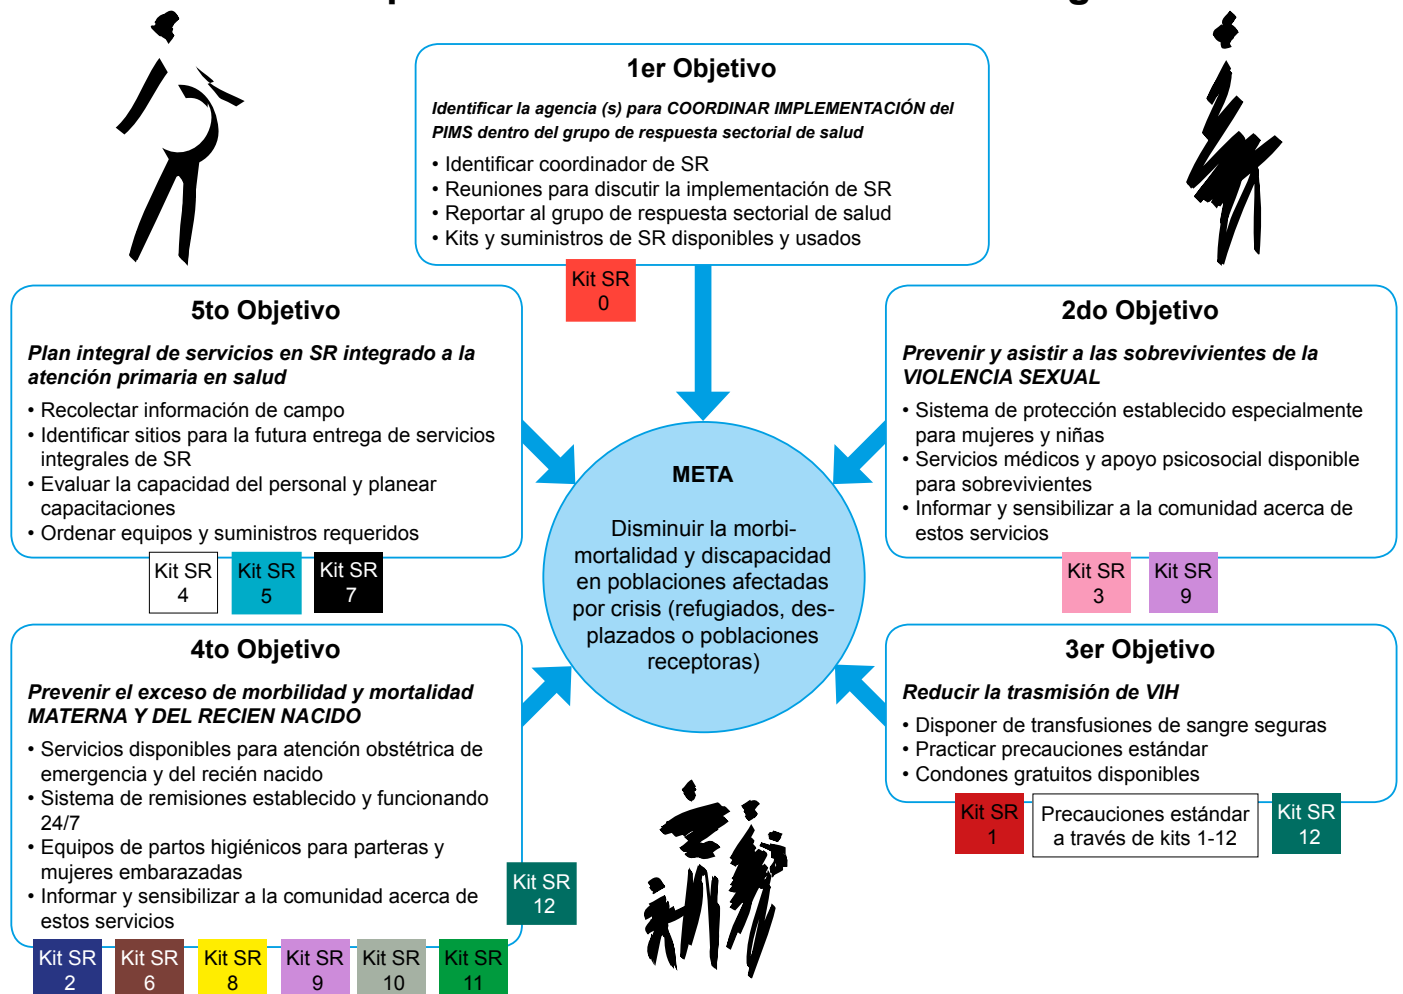 1er Objetivo
Identificar la agencia (s) para COORDINAR IMPLEMENTACIÓN del
PIMS dentro del grupo de respuesta sectorial de salud
• Identificar coordinador de SR
• Reuniones para discutir la implementación de SR
• Reportar al grupo de respuesta sectorial de salud
• Kits y suministros de SR disponibles y usados
Kit SR
0
5to Objetivo
Plan integral de servicios en SR integrado a la
atención primaria en salud
• Recolectar información de campo
• Identificar sitios para la futura entrega de servicios
integrales de SR
• Evaluar la capacidad del personal y planear
capacitaciones
• Ordenar equipos y suministros requeridos
Kit SR
4
Kit SR
5
Kit SR
7
2do Objetivo
Prevenir y asistir a las sobrevivientes de la
VIOLENCIA SEXUAL
• Sistema de protección establecido especialmente
para mujeres y niñas
• Servicios médicos y apoyo psicosocial disponible
para sobrevivientes
• Informar y sensibilizar a la comunidad acerca de
estos servicios
Kit SR
3
Kit SR
9
META
Disminuir la morbi-
mortalidad y discapacidad
en poblaciones afectadas
por crisis (refugiados, des-
plazados o poblaciones
receptoras)
4to Objetivo
Prevenir el exceso de morbilidad y mortalidad
MATERNA Y DEL RECIEN NACIDO
• Servicios disponibles para atención obstétrica de
emergencia y del recién nacido
• Sistema de remisiones establecido y funcionando
24/7
• Equipos de partos higiénicos para parteras y
mujeres embarazadas
• Informar y sensibilizar a la comunidad acerca de
estos servicios
Kit SR
12
Kit SR
2
Kit SR
6
Kit SR
8
Kit SR
9
Kit SR
10
Kit SR
11
3er Objetivo
Reducir la trasmisión de VIH
• Disponer de transfusiones de sangre seguras
• Practicar precauciones estándar
• Condones gratuitos disponibles
Kit SR
1
Precauciones estándar
a través de kits 1-12
Kit SR
12